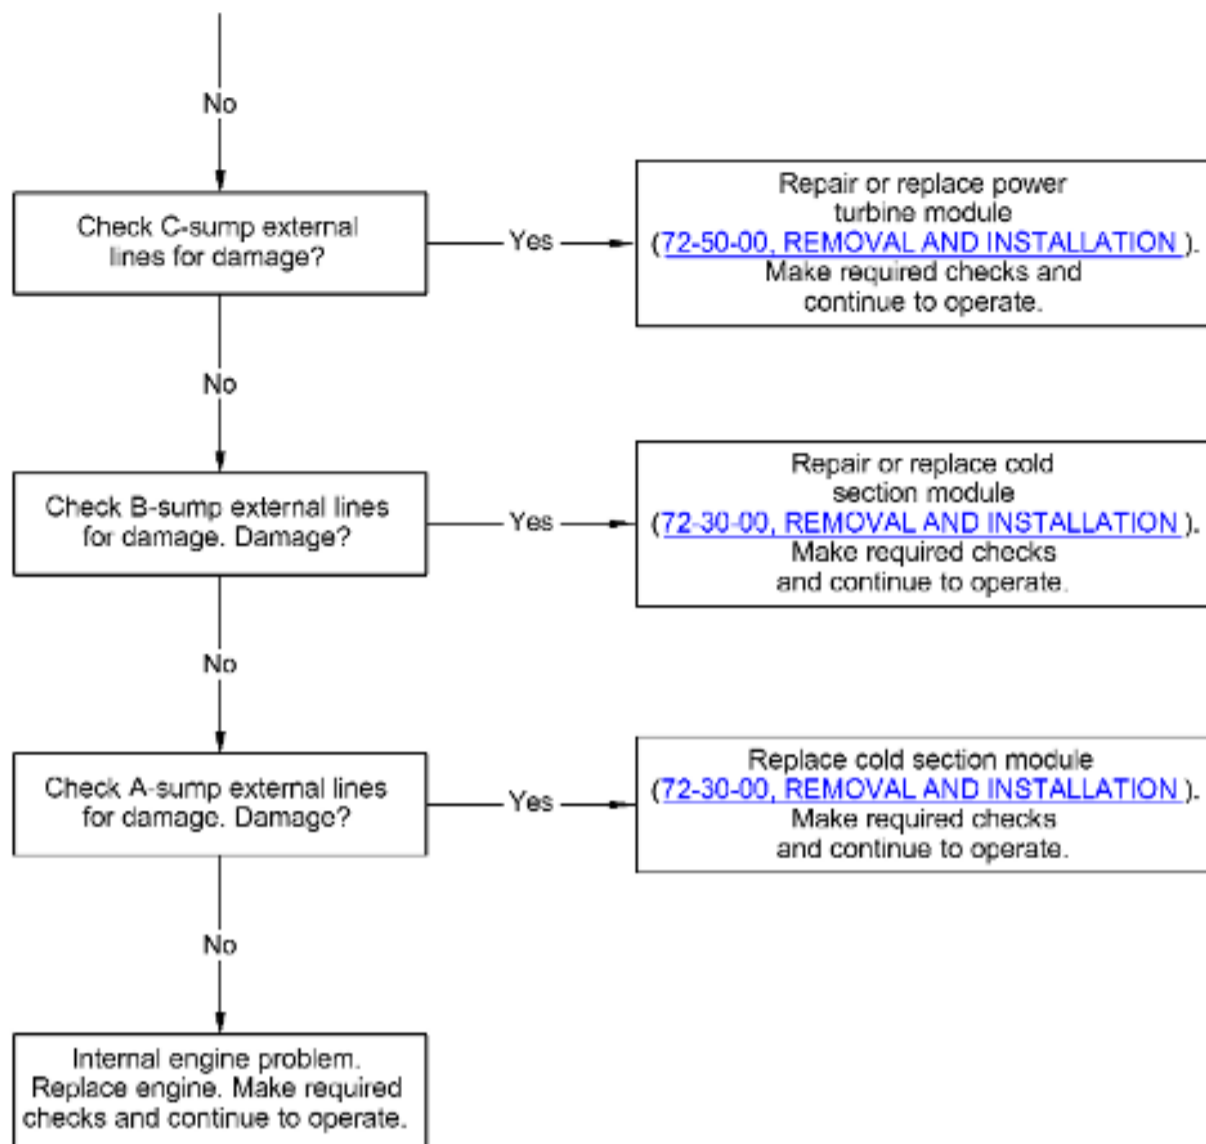 No
Check C-sump external
lines for damage?
Yes
Repair or replace power
turbine module
(72-50-00, REMOVAL AND INSTALLATION ).
Make required checks and
continue to operate.
No
Check B-sump external lines
for damage. Damage?
Yes
Repair or replace cold
section module
(72-30-00, REMOVAL AND INSTALLATION ).
Make required checks
and continue to operate.
No
Check A-sump external lines
for damage. Damage?
Yes
Replace cold section module
(72-30-00, REMOVAL AND INSTALLATION ).
Make required checks
and continue to operate.
No
Internal engine problem.
Replace engine. Make required
checks and continue to operate.